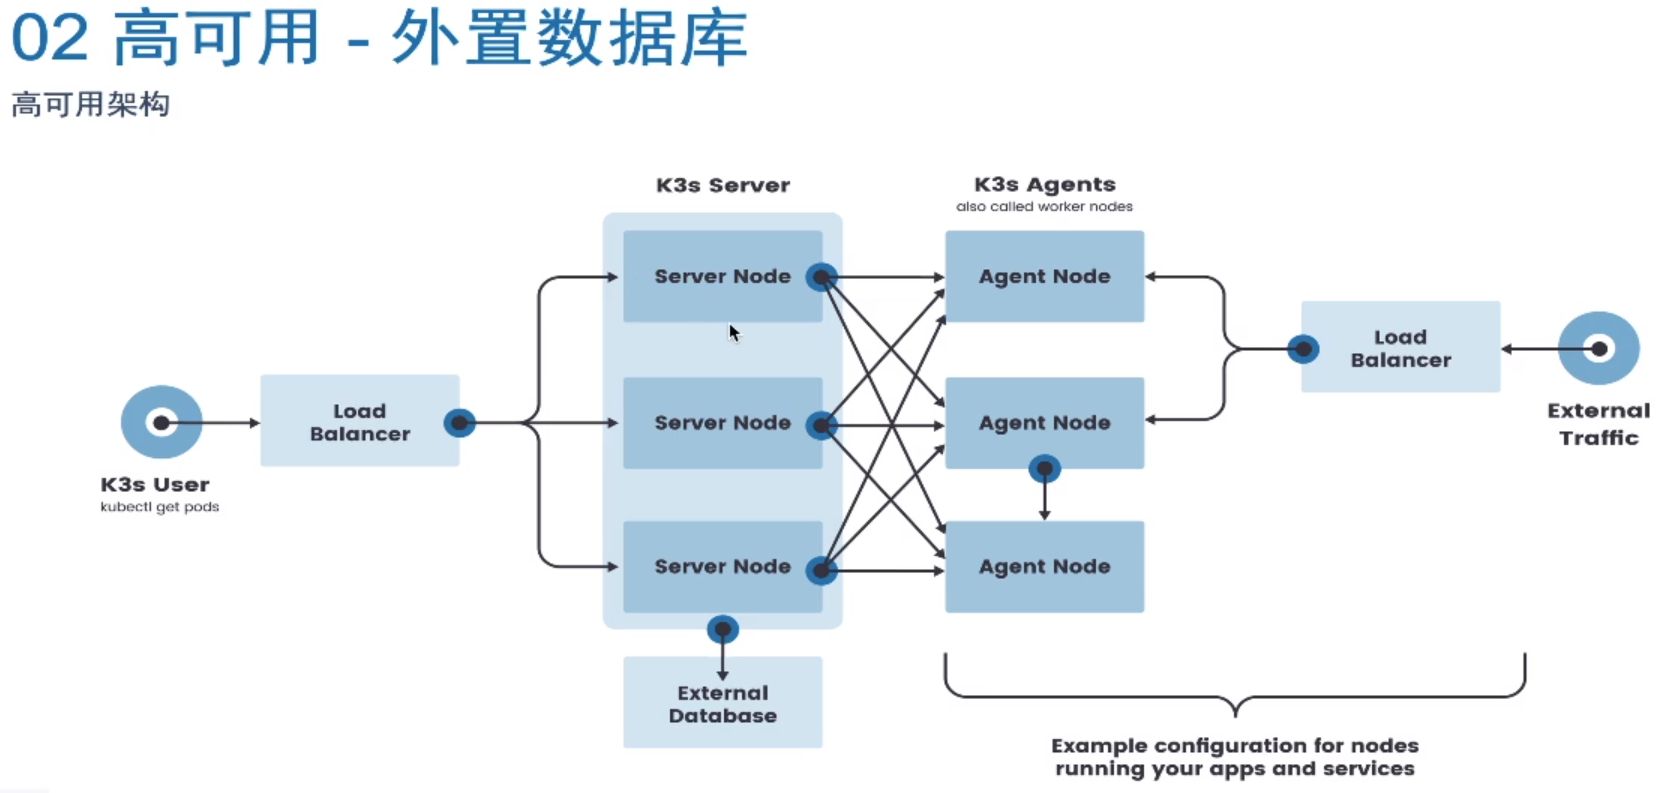 02 高可用 - 外置数据库
高可用架构
K3s Server
K3s Agents
also called worker nodes
Server Node
Agent Node
Load
Balancer
External
Traffic
Load
Balancer
K3s User
kubectl get pods
Server Node
Agent Node
Server Node
Agent Node
External
Database
Example configuration for nodes
running your apps and services